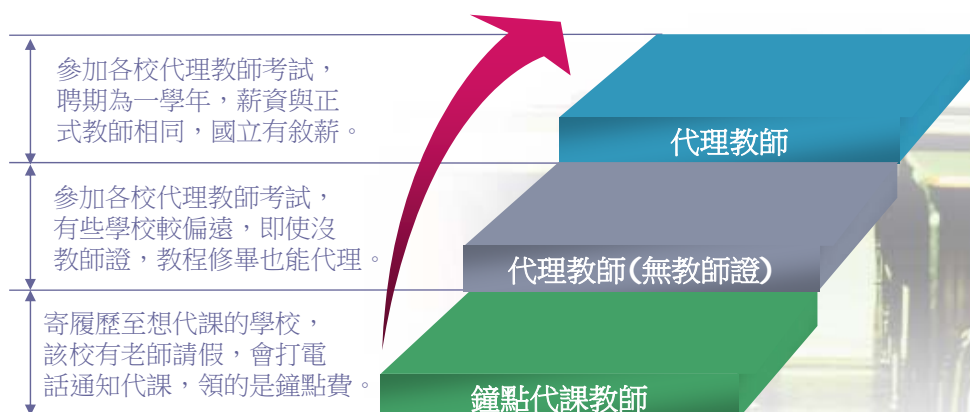 參加各校代理教師考試，
聘期為一學年，薪資與正
式教師相同，國立有敘薪。
代理教師
參加各校代理教師考試，
有些學校較偏遠，即使沒
教師證，教程修畢也能代理。
代理教師(無教師證)
寄履歷至想代課的學校，
該校有老師請假，會打電
話通知代課，領的是鐘點費。
鐘點代課教師